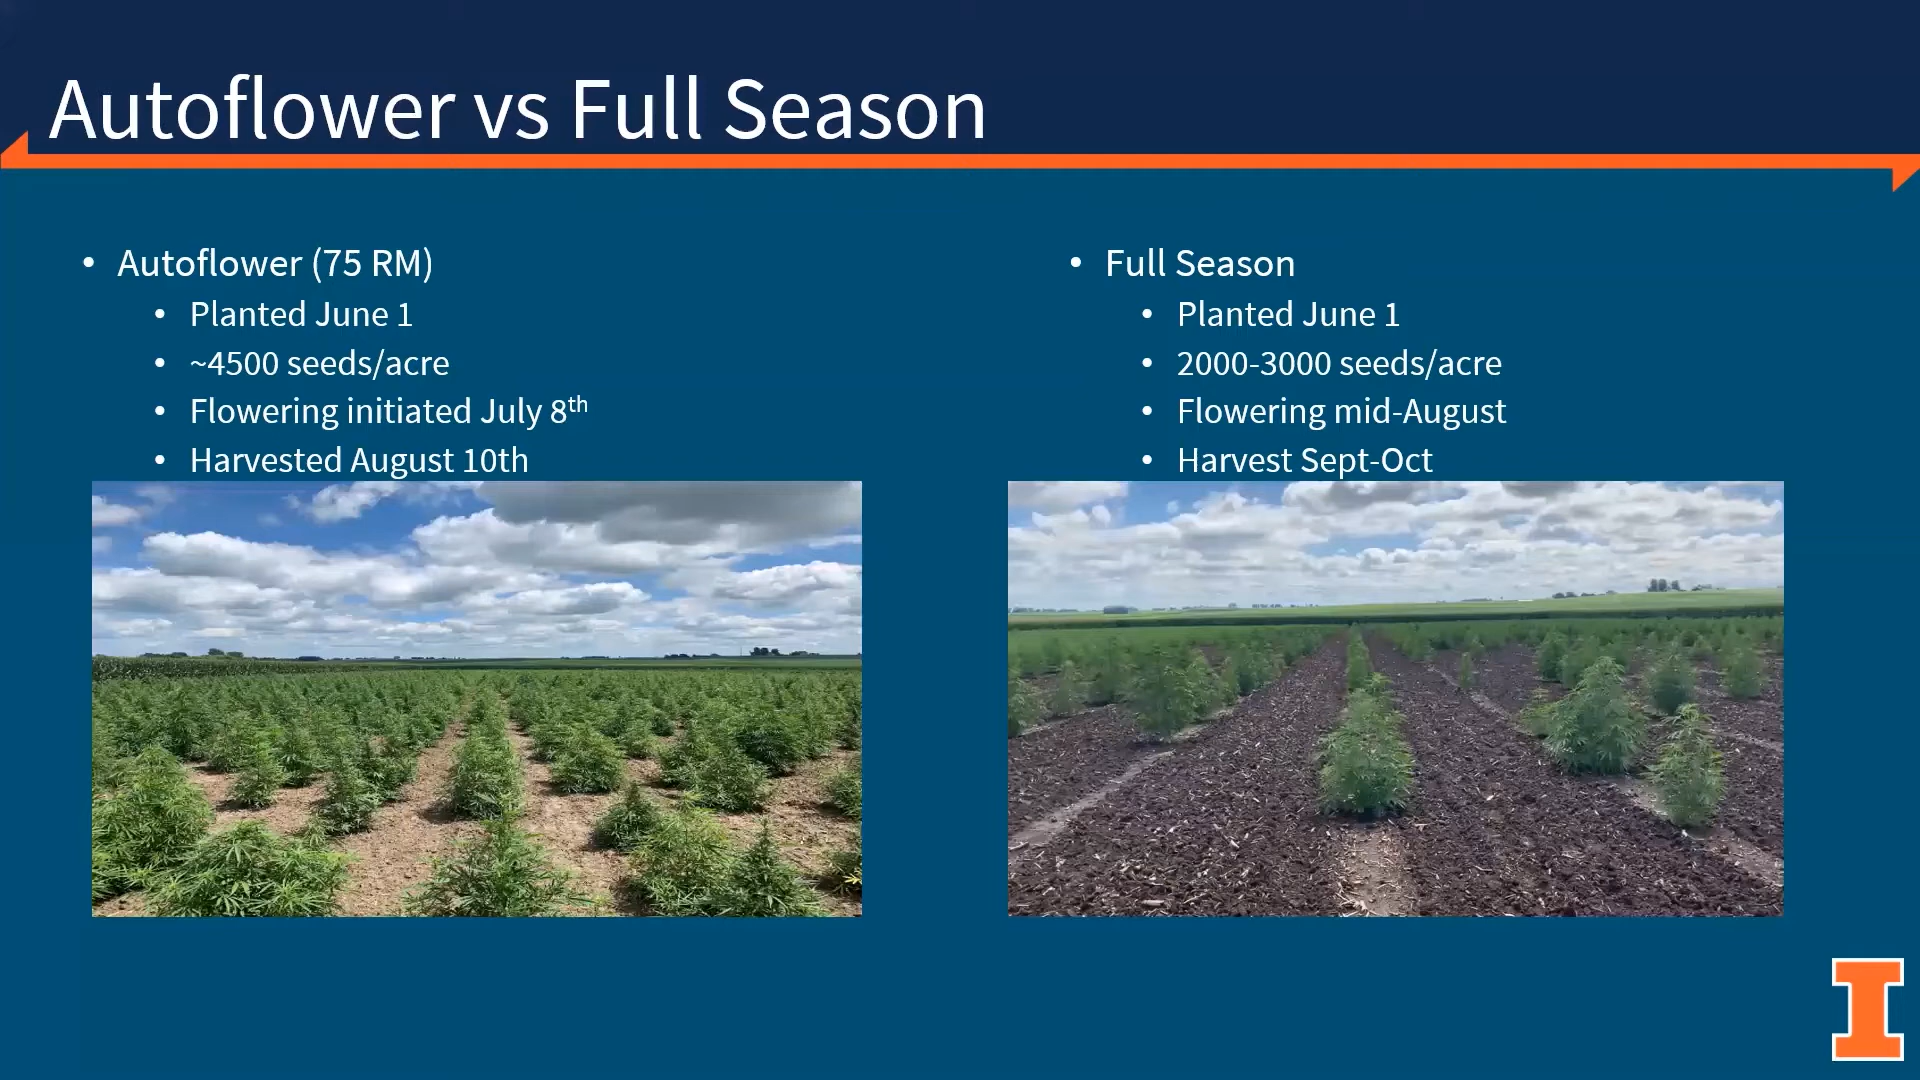 Autoflower vs Full Season
• Autoflower (75 RM)
• Planted June 1
• ~4500 seeds/acre
• Flowering initiated July 8th
• Harvested August 10th
• Full Season
• Planted June 1
• 2000-3000 seeds/acre
• Flowering mid-August
• Harvest Sept-Oct
I